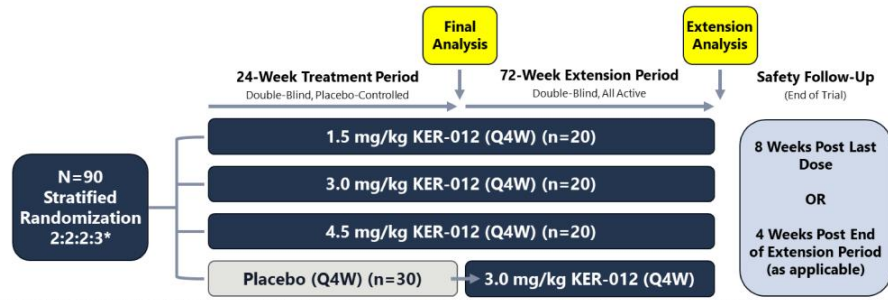 Final
Analysis
Extension
Analysis
24-Week Treatment Period
Double-Blind, Placebo-Controlled
72-Week Extension Period
Double-Blind, All Active
Safety Follow-Up
(End of Trial)
N=90
Stratified
Randomization
2:2:2:3*
1.5 mg/kg KER-012 (Q4W) (n=20)
3.0 mg/kg KER-012 (Q4W) (n=20)
4.5 mg/kg KER-012 (Q4W) (n=20)
Placebo (Q4W) (n=30)
3.0 mg/kg KER-012 (Q4W)
8 Weeks Post Last
Dose
OR
4 Weeks Post End
of Extension Period
(as applicable)